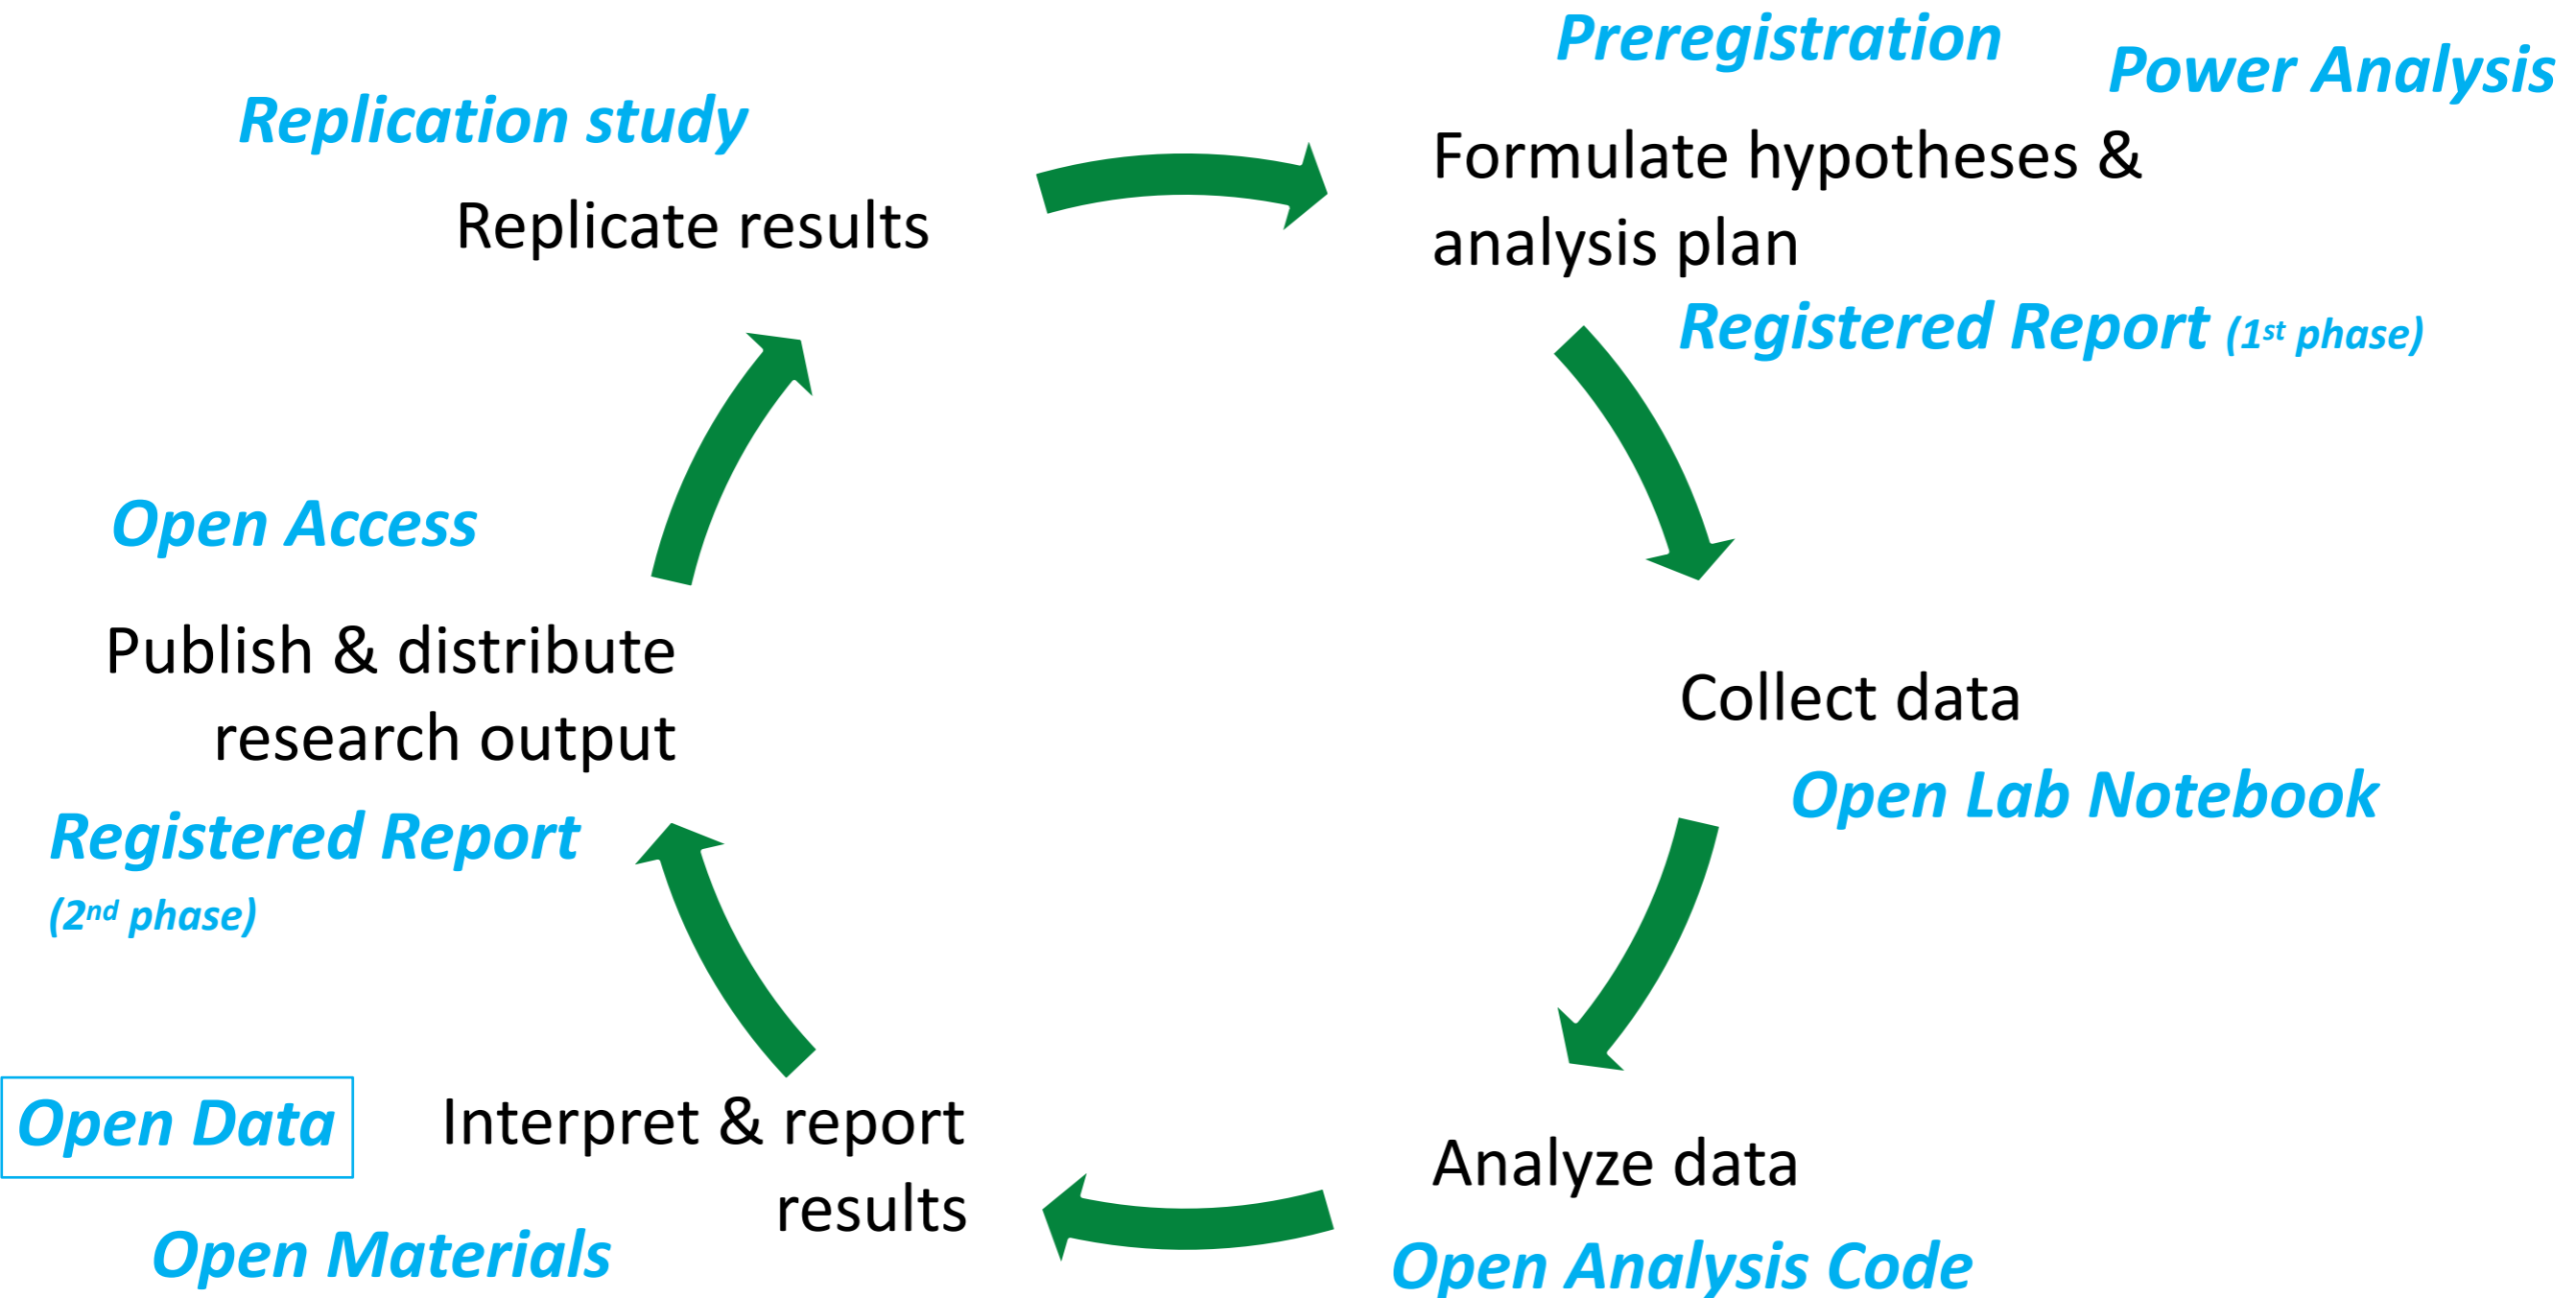 Preregistration
Power Analysis
Formulate hypotheses &
analysis plan
Registered Report (1st phase)
Collect data
Open Lab Notebook
Analyze data
Open Analysis Code
Interpret & report
results
Open Data
Open Materials
Publish & distribute
research output
Open Access
Registered Report
(2nd phase)
Replication study
Replicate results